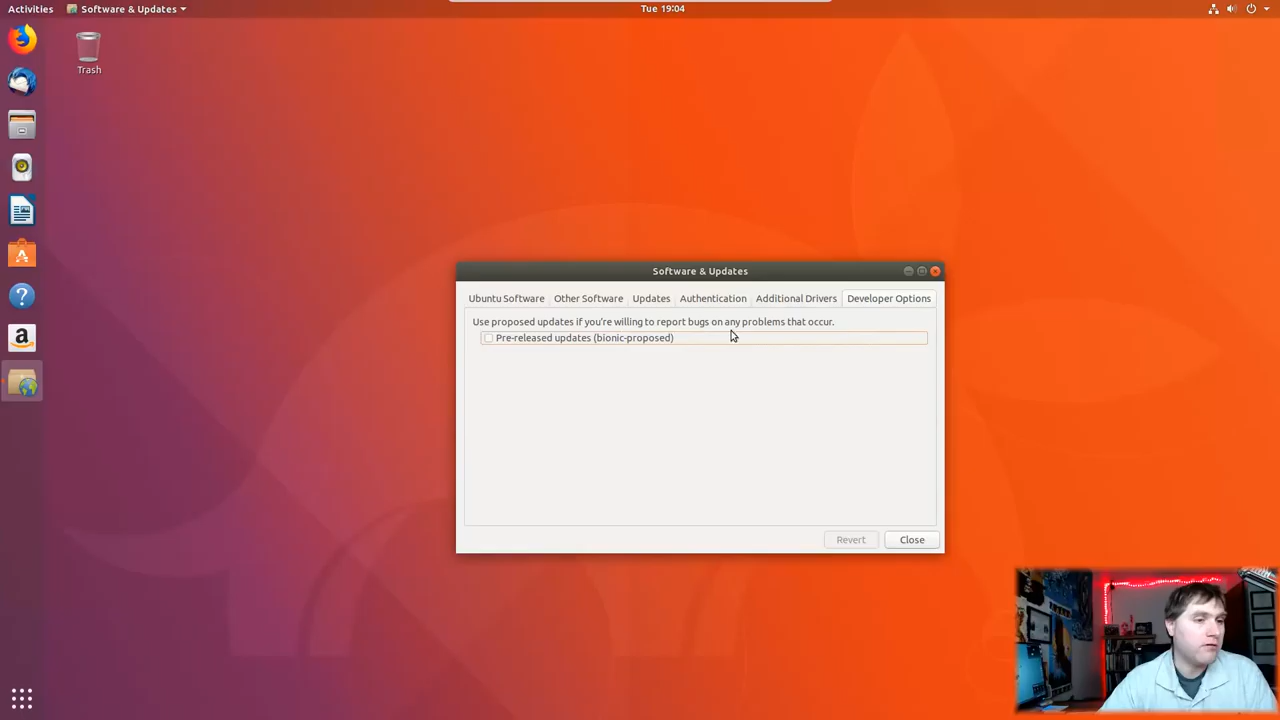 Activities
Software & Updates
Tue 19:04
Trash
Software & Updates
Ubuntu Software
Other Software
Updates
Authentication
Additional Drivers
Developer Options
Use proposed updates if you're willing to report bugs on any problems that occur.
Pre-released updates (bionic-proposed)
Revert
Close